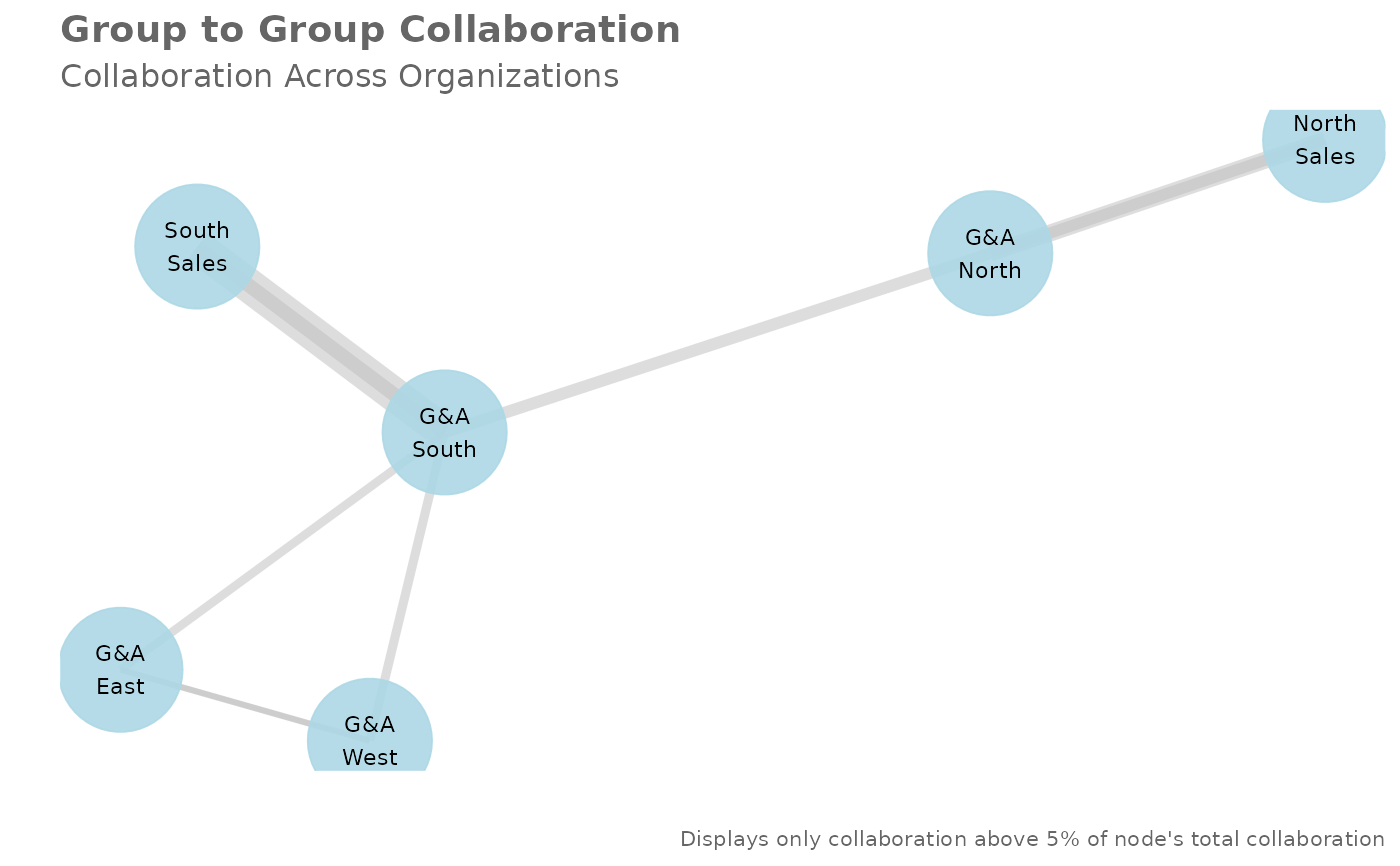 Group to Group Collaboration
Collaboration Across Organizations
North
Sales
South
Sales
G&A
North
G&A
South
G&A
East
G&A
West
Displays only collaboration above 5% of node's total collaboration